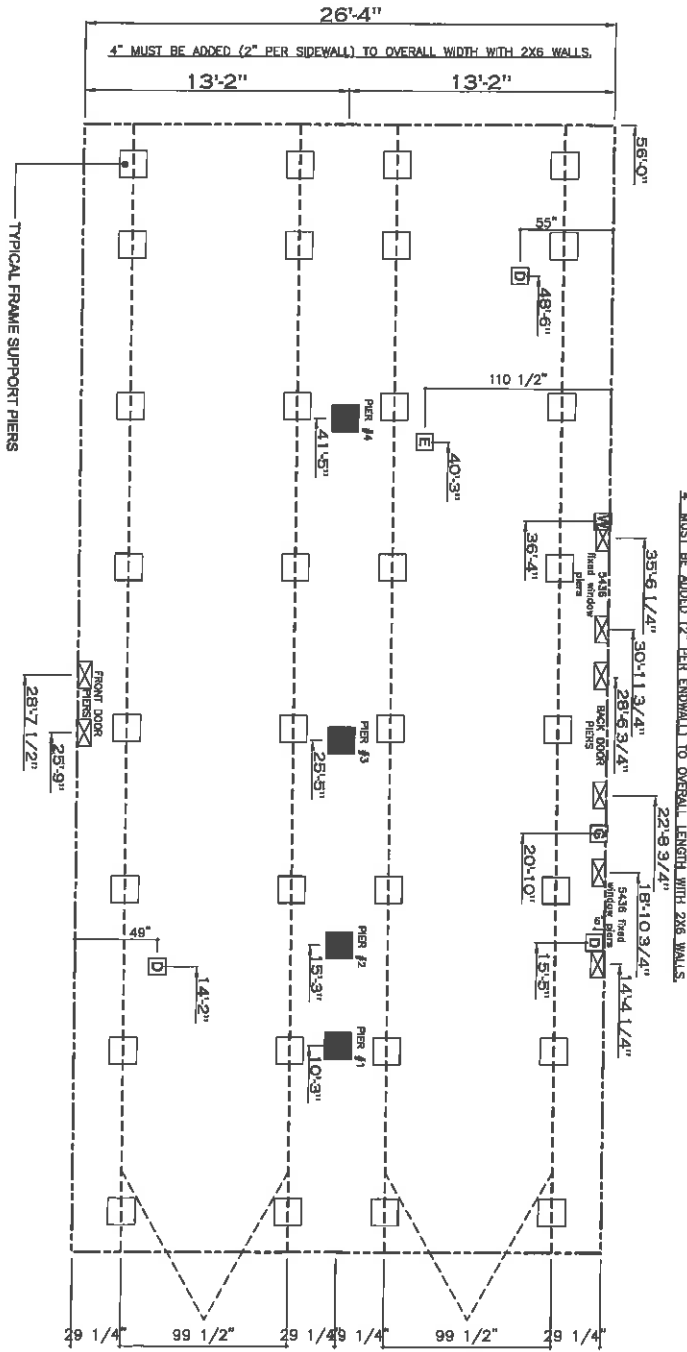 26'-4"
4" MUST BE ADDED (2" PER SIDEWALL) TO OVERALL WIDTH WITH 2X6 WALLS.
13'-2"
13'-2"
56'-0"
55"
D
48'-6"
TYPICAL FRAME SUPPORT PIERS
110 1/2"
PIER
#4
41'-5"
E
40'-3"
4" MUST BE ADDED (2" PER ENDWALL) TO OVERALL LENGTH WITH 2X6 WALLS.
W
36'-4"
5436
fixed window
piers
35'-6 1/4"
30'-11 3/4"
28'-6 3/4"
BACK DOOR
PIERS
FRONT DOOR
PIERS
28'-7 1/2"
25'-9"
PIER
#3
25'-5"
22'-8 3/4"
G
20'-10"
18'-10 3/4"
5436 fixed
window piers
D
15'-5"
14'-4 1/4"
49"
D
14'-2"
PIER
#2
15'-3"
PIER
#1
10'-3"
29 1/4"
99 1/2"
29 1/4
9 1/4"
99 1/2"
29 1/4"